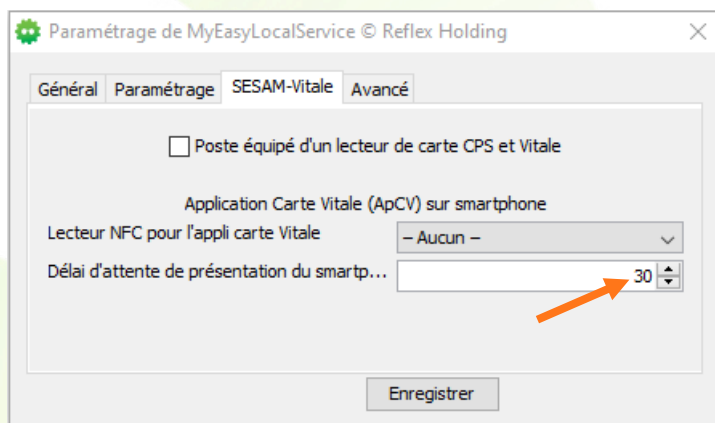 Paramétrage de MyEasyLocalService © Reflex Holding
Général Paramétrage SESAM-Vitale Avancé
Poste équipé d'un lecteur de carte CPS et Vitale
Application Carte Vitale (ApCV) sur smartphone
Lecteur NFC pour l'appli carte Vitale – Aucun –
Délai d'attente de présentation du smartp... 30
Enregistrer